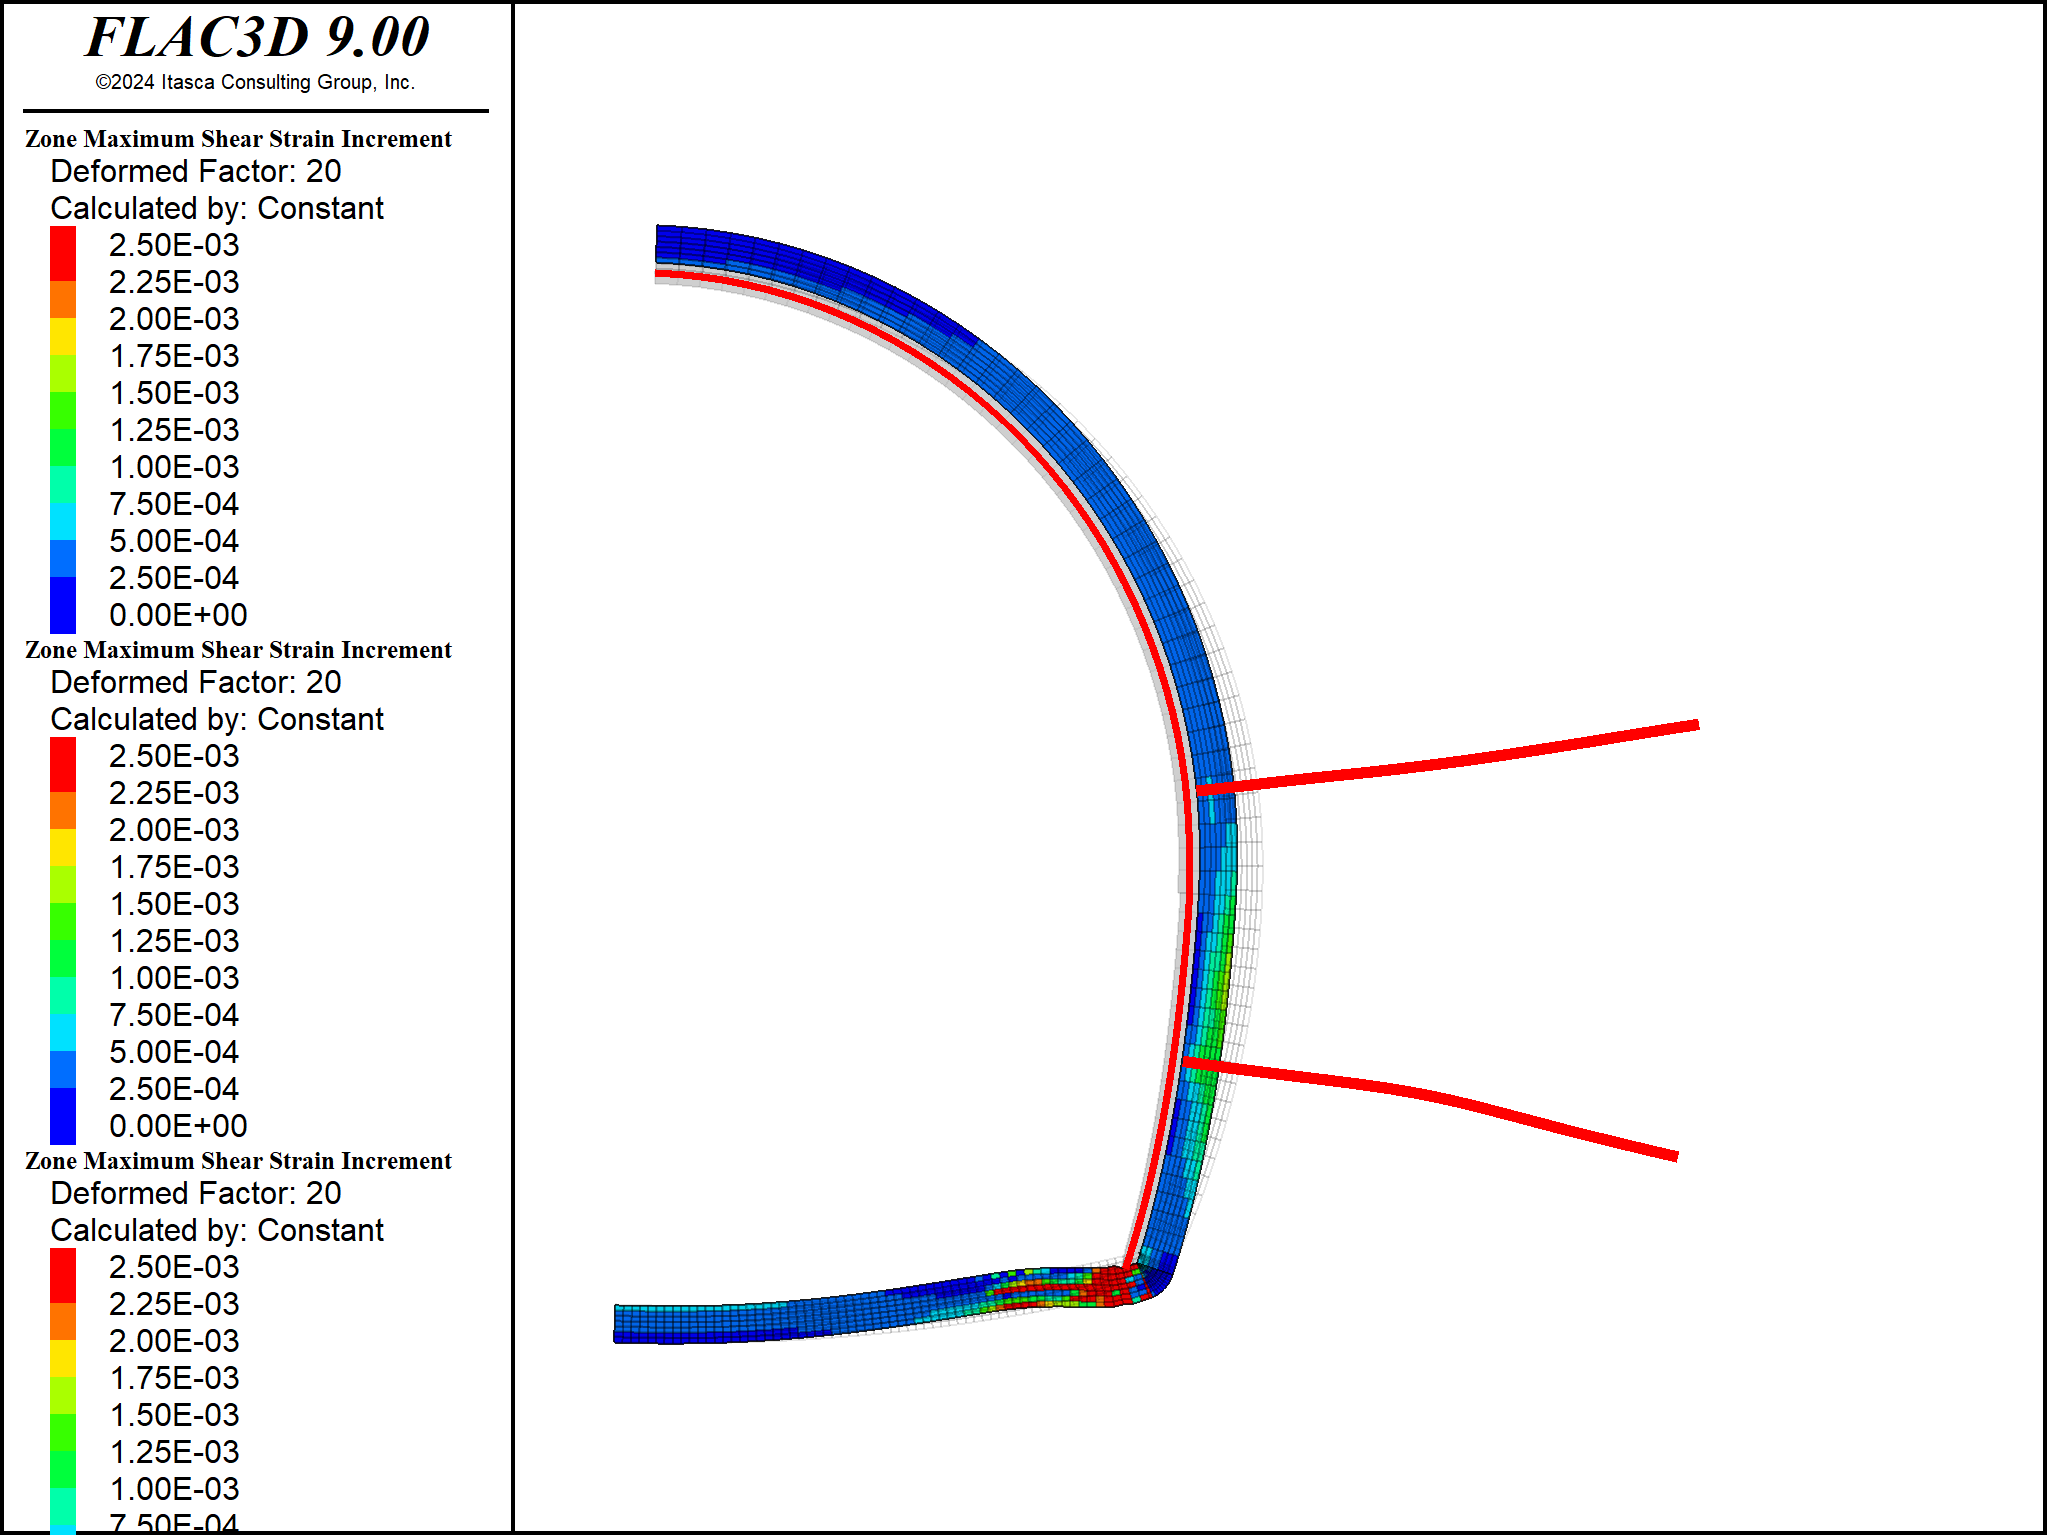 FLAC3D 9.00
©2024 Itasca Consulting Group, Inc.
Zone Maximum Shear Strain Increment
Deformed Factor: 20
Calculated by: Constant
2.50E-03
2.25E-03
2.00E-03
1.75E-03
1.50E-03
1.25E-03
1.00E-03
7.50E-04
5.00E-04
2.50E-04
0.00E+00
Zone Maximum Shear Strain Increment
Deformed Factor: 20
Calculated by: Constant
2.50E-03
2.25E-03
2.00E-03
1.75E-03
1.50E-03
1.25E-03
1.00E-03
7.50E-04
5.00E-04
2.50E-04
0.00E+00
Zone Maximum Shear Strain Increment
Deformed Factor: 20
Calculated by: Constant
2.50E-03
2.25E-03
2.00E-03
1.75E-03
1.50E-03
1.25E-03
1.00E-03
7.50E-04